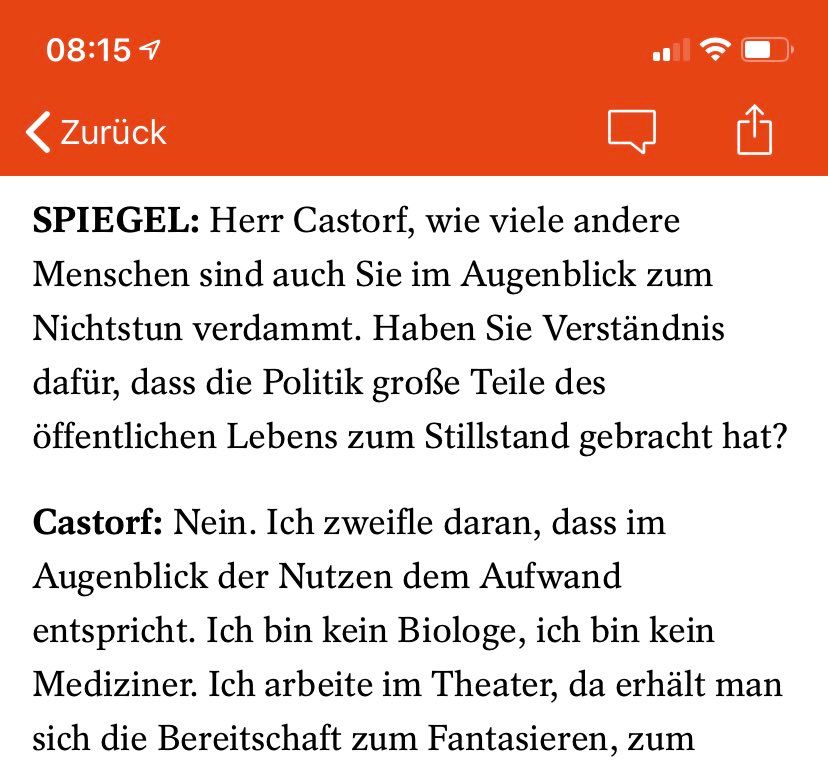 08:15
Zurück
SPIEGEL: Herr Castorf, wie viele andere
Menschen sind auch Sie im Augenblick zum
Nichtstun verdammt. Haben Sie Verständnis
dafür, dass die Politik große Teile des
öffentlichen Lebens zum Stillstand gebracht hat?
Castorf: Nein. Ich zweifle daran, dass im
Augenblick der Nutzen dem Aufwand
entspricht. Ich bin kein Biologe, ich bin kein
Mediziner. Ich arbeite im Theater, da erhält man
sich die Bereitschaft zum Fantasieren, zum